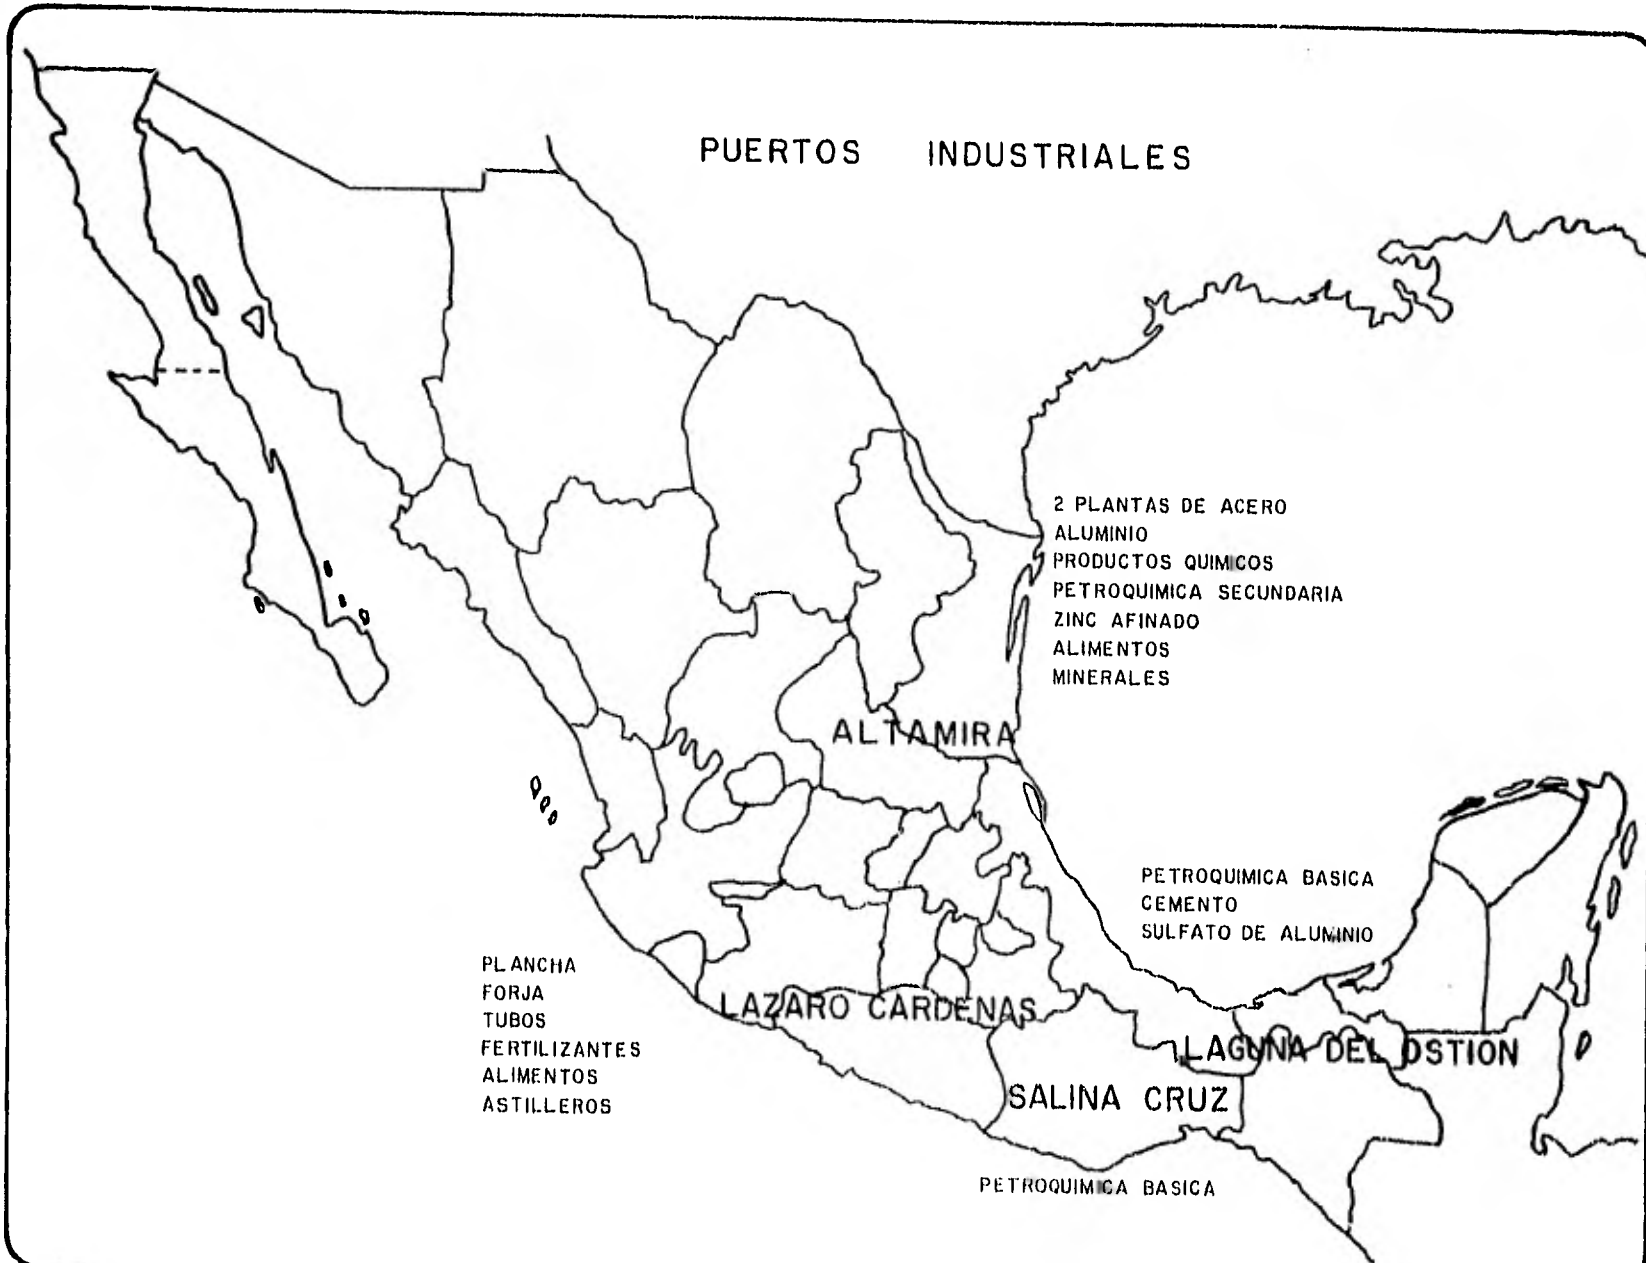 PUERTOS INDUSTRIALES
2 PLANTAS DE ACERO
ALUMINIO
PRODUCTOS QUIMICOS
PETROQUIMICA SECUNDARIA
ZINC AFINADO
ALIMENTOS
MINERALES
ALTAMIRA
PETROQUIMICA BASICA
CEMENTO
SULFATO DE ALUMINIO
PLANCHA
FORJA
TUBOS
FERTILIZANTES
ALIMENTOS
ASTILLEROS
LAZARO CARDENAS
LAGUNA DEL OSTION
SALINA CRUZ
PETROQUIMICA BASICA